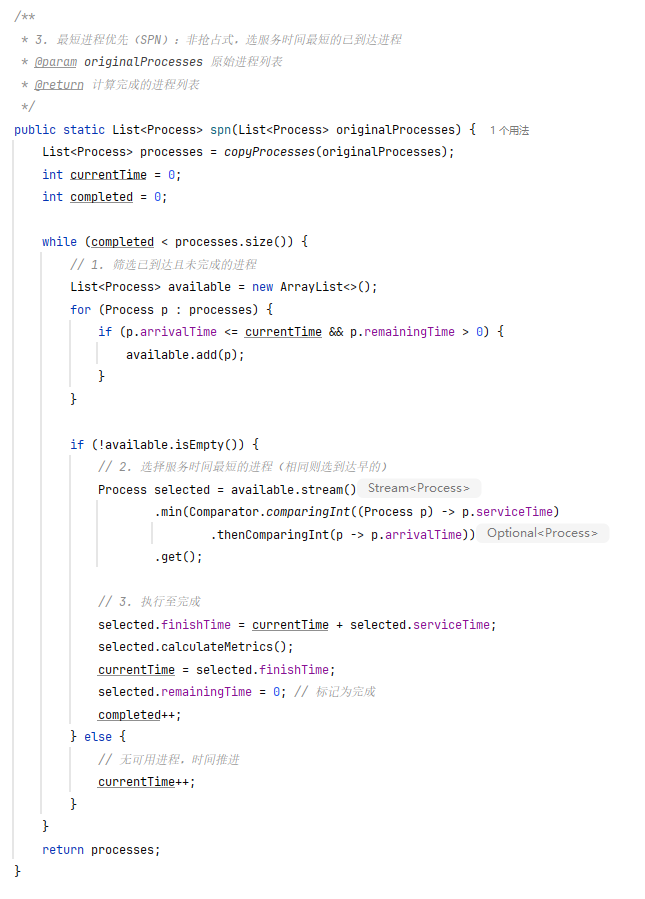 /**
 * 3. 最短进程优先（SPN）：非抢占式，选服务时间最短的已到达进程
 * @param originalProcesses 原始进程列表
 * @return 计算完成的进程列表
 */
public static List<Process> spn(List<Process> originalProcesses) { 1个用法
    List<Process> processes = copyProcesses(originalProcesses);
    int currentTime = 0;
    int completed = 0;

    while (completed < processes.size()) {
        // 1. 筛选已到达且未完成的进程
        List<Process> available = new ArrayList<>();
        for (Process p : processes) {
            if (p.arrivalTime <= currentTime && p.remainingTime > 0) {
                available.add(p);
            }
        }

        if (!available.isEmpty()) {
            // 2. 选择服务时间最短的进程（相同则选到达早的）
            Process selected = available.stream() Stream<Process>
                    .min(Comparator.comparingInt((Process p) -> p.serviceTime)
                            .thenComparingInt(p -> p.arrivalTime)) Optional<Process>
                    .get();

            // 3. 执行至完成
            selected.finishTime = currentTime + selected.serviceTime;
            selected.calculateMetrics();
            currentTime = selected.finishTime;
            selected.remainingTime = 0; // 标记为完成
            completed++;
        } else {
            // 无可用进程，时间推进
            currentTime++;
        }
    }
    return processes;
}